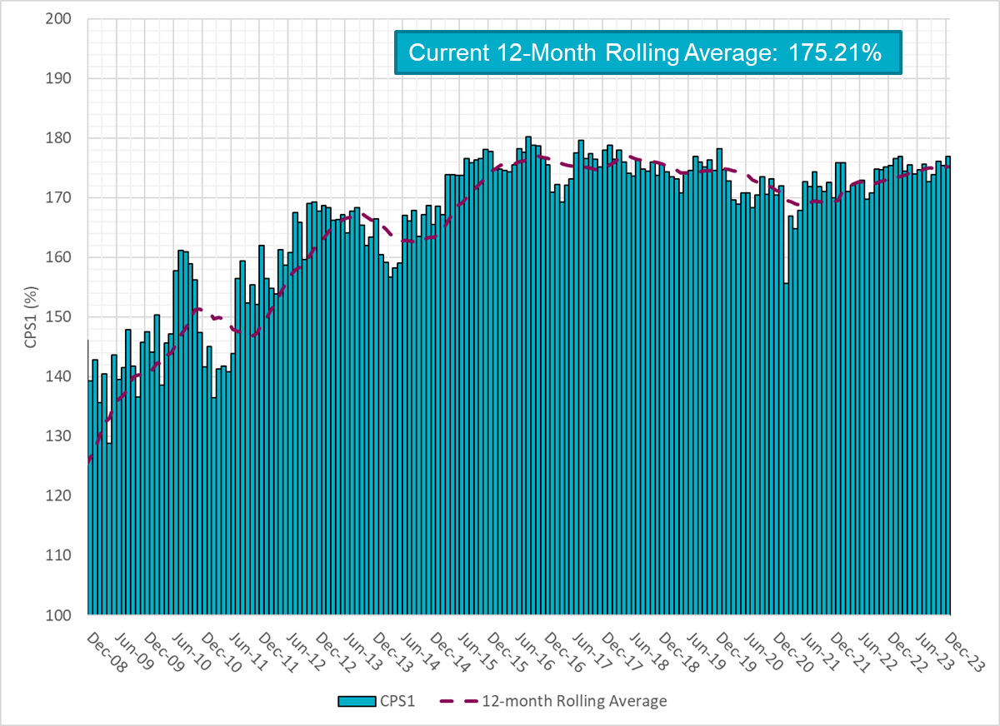 Current 12-Month Rolling Average: 175.21%
200
190
180
170
160
150
140
130
120
110
100
CPS1 (%)
Dec-08
Jun-09
Dec-09
Jun-10
Dec-10
Jun-11
Dec-11
Jun-12
Dec-12
Jun-13
Dec-13
Jun-14
Dec-14
Jun-15
Dec-15
Jun-16
Dec-16
Jun-17
Dec-17
Jun-18
Dec-18
Jun-19
Dec-19
Jun-20
Dec-20
Jun-21
Dec-21
Jun-22
Dec-22
Jun-23
Dec-23
CPS1
12-month Rolling Average